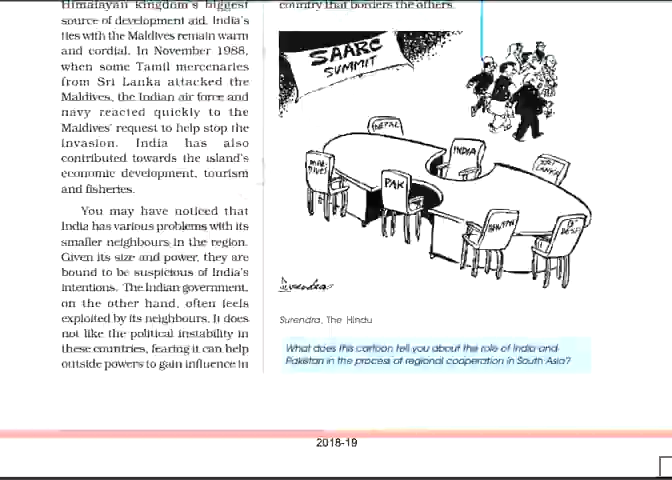 Himalayan kingdom's biggest
source of development aid. India's
ties with the Maldives remain warm
and cordial. In November 1988,
when some Tamil mercenaries
from Sri Lanka attacked the
Maldives, the Indian air force and
navy reacted quickly to the
Maldives' request to help stop the
invasion. India has also
contributed towards the island's
economic development, tourism
and fisheries.
You may have noticed that
India has various problems with its
smaller neighbours in the region.
Given its size and power, they are
bound to be suspicious of India's
intentions. The Indian government,
on the other hand, often feels
exploited by its neighbours. It does
not like the political instability in
these countries, fearing it can help
outside powers to gain influence in
country that borders the others.
SAARC
SUMMIT
NEPAL
INDIA
MAL-
DIVES
PAK
SRI
LANKA
BHUTAN
B'
DESH
Surendra
Surendra, The Hindu
What does this cartoon tell you about the role of India and
Pakistan in the process of regional cooperation in South Asia?
2018-19